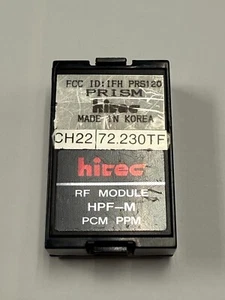 FCC ID:IFH PRS120
PRISM
hitec
MADE IN KOREA
CH22 72.230TF
hitec
RF MODULE
HPF-M
PCM PPM